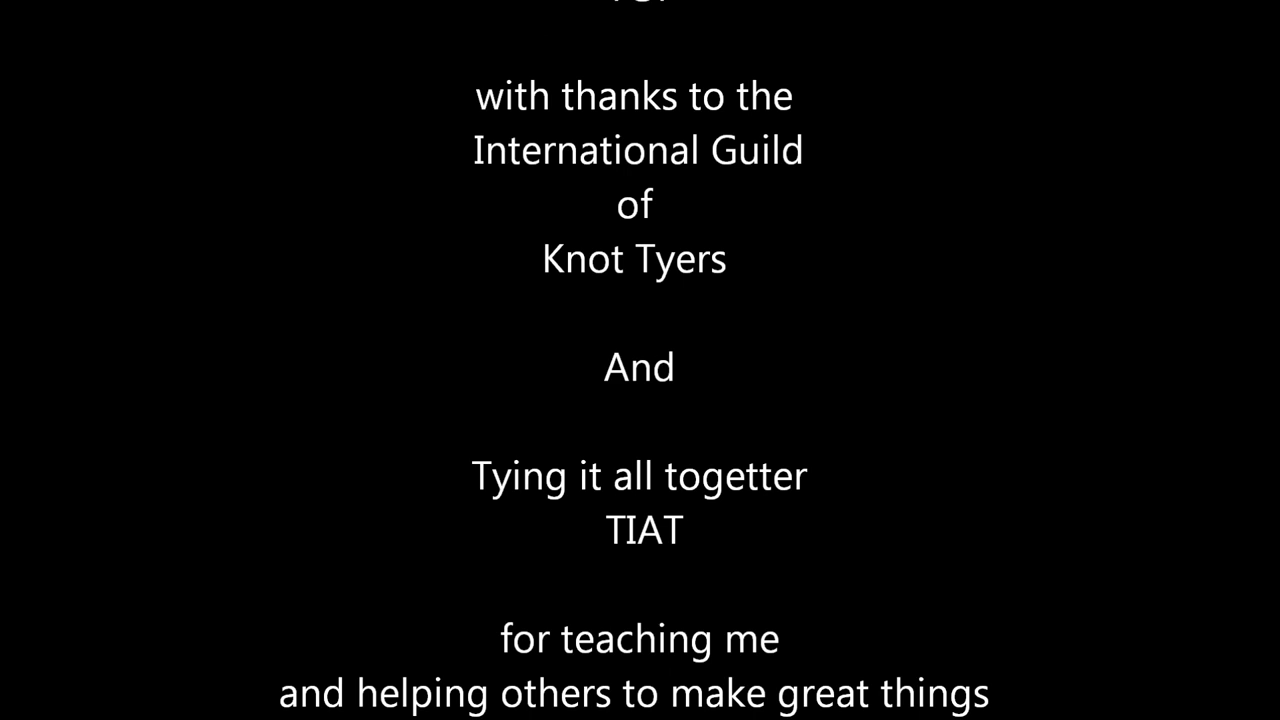 with thanks to the
International Guild
of
Knot Tyers
And
Tying it all togetter
TIAT
for teaching me
and helping others to make great things